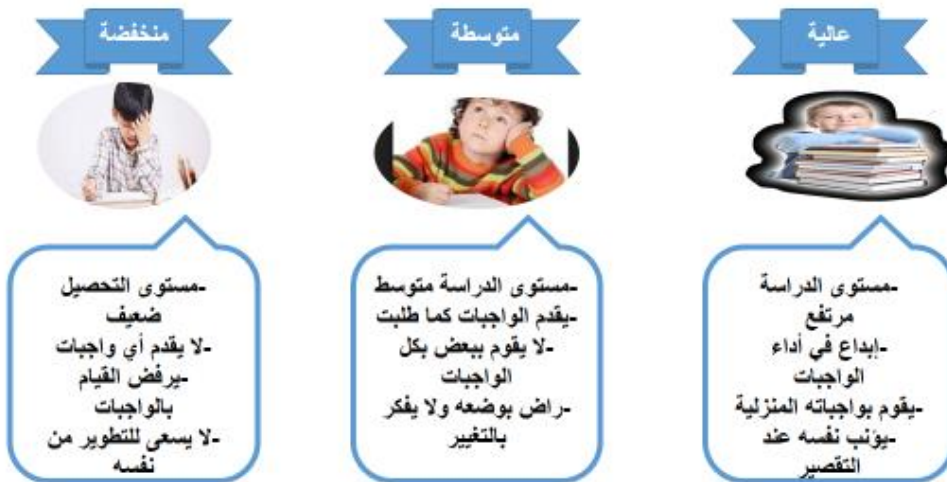 عالية
-مستوى الدراسة
مرتفع
-إبداع في أداء
الواجبات
-يقوم بواجباته المنزلية
-يؤنب نفسه عند
التقصير
متوسطة
-مستوى الدراسة متوسط
-يقدم الواجبات كما طلبت
-لا يقوم ببعض بكل
الواجبات
-راض بوضعه ولا يفكر
بالتغيير
منخفضة
-مستوى التحصيل
ضعيف
-لا يقدم أي واجبات
-يرفض القيام
بالواجبات
-لا يسعى للتطوير من
نفسه